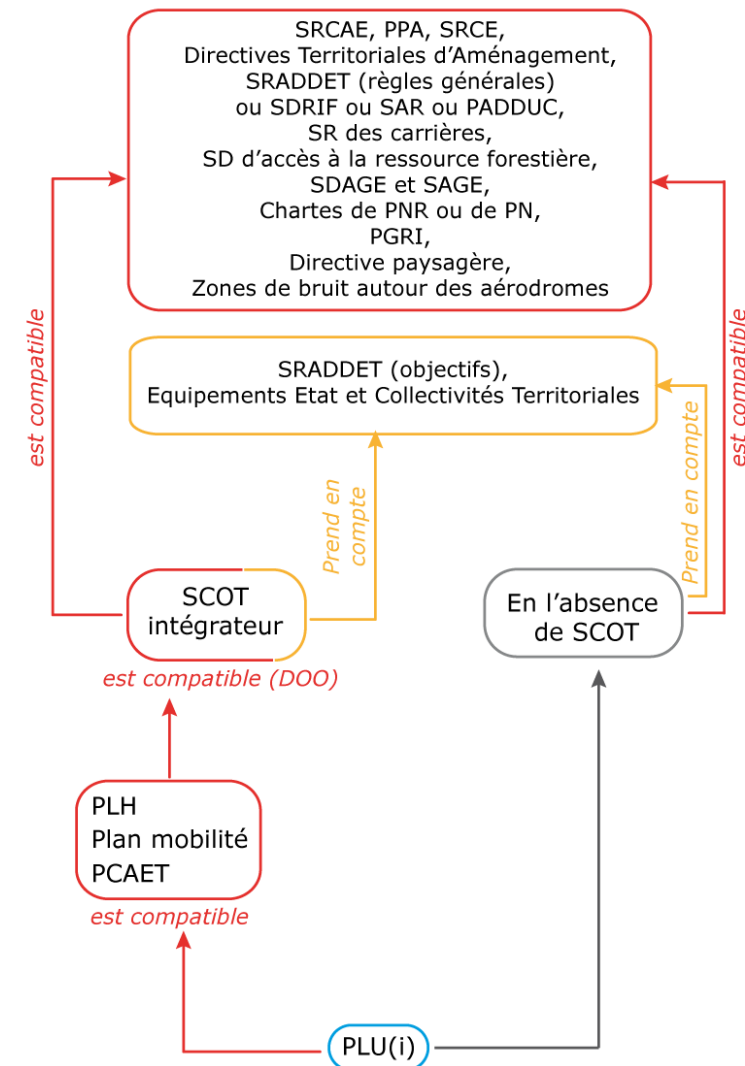 SRCAE, PPA, SRCE,
Directives Territoriales d'Aménagement,
SRADDET (règles générales)
ou SDRIF ou SAR ou PADDUC,
SR des carrières,
SD d'accès à la ressource forestière,
SDAGE et SAGE,
Chartes de PNR ou de PN,
PGRI,
Directive paysagère,
Zones de bruit autour des aérodromes
est compatible
est compatible
SRADDET (objectifs),
Equipements Etat et Collectivités Territoriales
Prend en
compte
Prend en compte
SCOT
intégrateur
En l'absence
de SCOT
est compatible (DOO)
PLH
Plan mobilité
PCAET
est compatible
PLU(i)